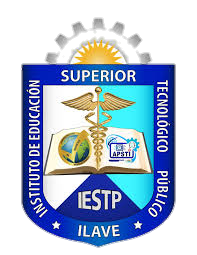 SUPERIOR
INSTITUTO DE EDUCACIÓN
TECNOLÓGICO PÚBLICO
APSTI
IESTP
ILAVE